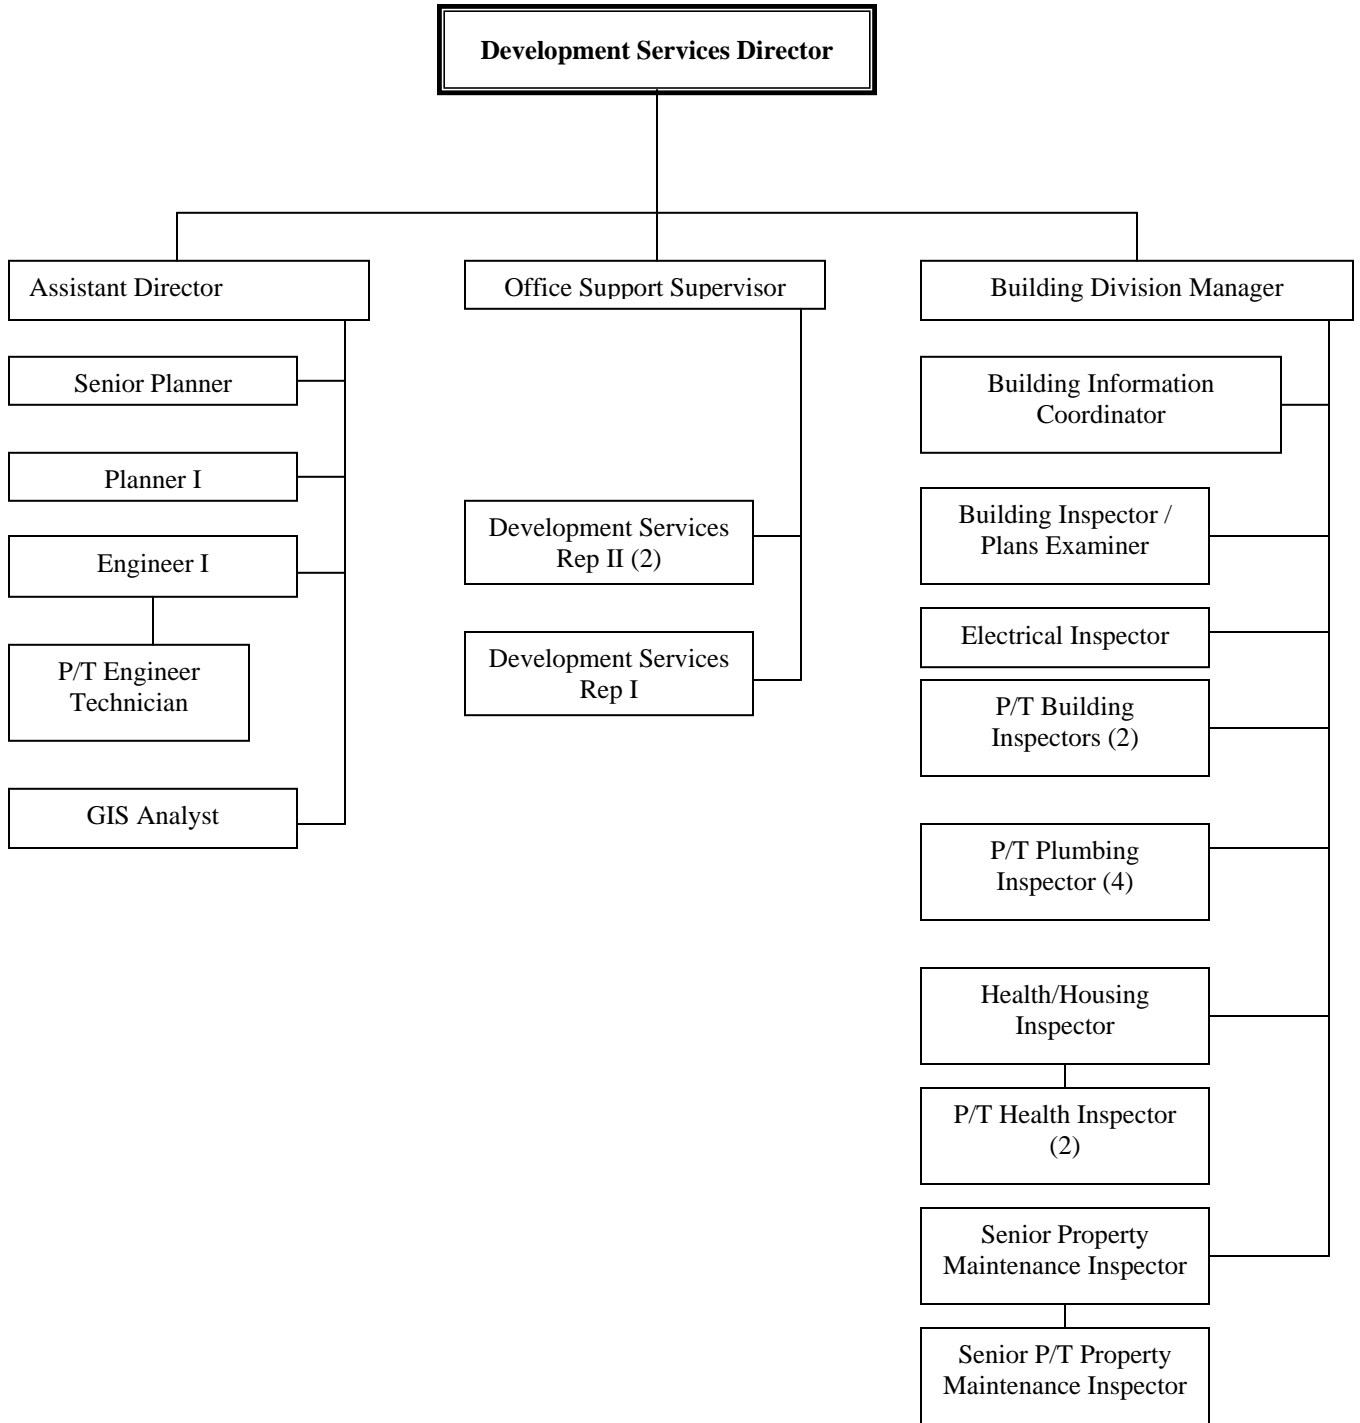 Development Services Director
Assistant Director
Senior Planner
Planner I
Engineer I
P/T Engineer
Technician
GIS Analyst
Office Support Supervisor
Development Services
Rep II (2)
Development Services
Rep I
Building Division Manager
Building Information
Coordinator
Building Inspector /
Plans Examiner
Electrical Inspector
P/T Building
Inspectors (2)
P/T Plumbing
Inspector (4)
Health/Housing
Inspector
P/T Health Inspector
(2)
Senior Property
Maintenance Inspector
Senior P/T Property
Maintenance Inspector